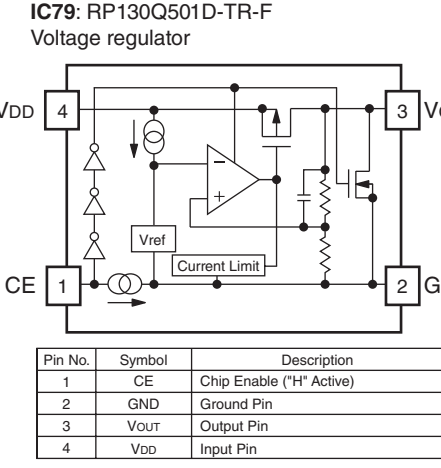 IC79: RP130Q501D-TR-F
Voltage regulator
VDD 4
3 V
−
+
Vref
Current Limit
CE 1
2 G
Pin No. Symbol Description
1 CE Chip Enable ("H" Active)
2 GND Ground Pin
3 VOUT Output Pin
4 VDD Input Pin